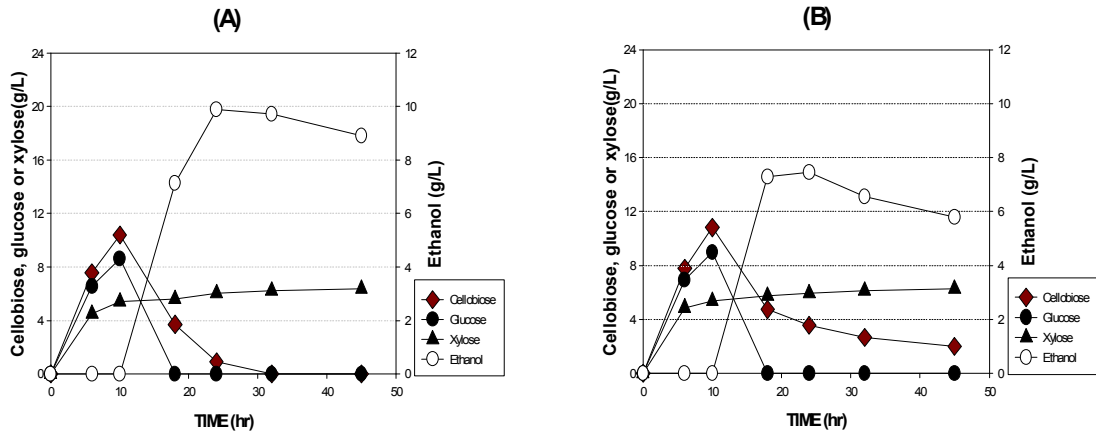 (A)
Cellobiose, glucose or xylose(g/L)
24
20
16
12
8
4
0
12
10
8
6
4
2
0
Ethanol (g/L)
0 10 20 30 40 50
TIME (hr)
Cellobiose
Glucose
Xylose
Ethanol
(B)
Cellobiose, glucose or xylose(g/L)
24
20
16
12
8
4
0
12
10
8
6
4
2
0
Ethanol (g/L)
0 10 20 30 40 50
TIME (hr)
Cellobiose
Glucose
Xylose
Ethanol